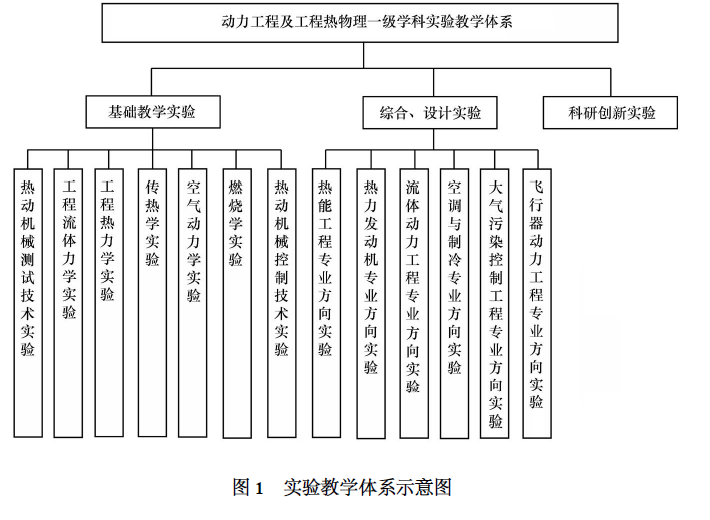 动力工程及工程热物理一级学科实验教学体系
基础教学实验
综合、设计实验
科研创新实验
热动机械测试技术实验
工程流体力学实验
工程热力学实验
传热学实验
空气动力学实验
燃烧学实验
热动机械控制技术实验
热能工程专业方向实验
热力发动机专业方向实验
流体动力工程专业方向实验
空调与制冷专业方向实验
大气污染控制工程专业方向实验
飞行器动力工程专业方向实验
图 1 实验教学体系示意图